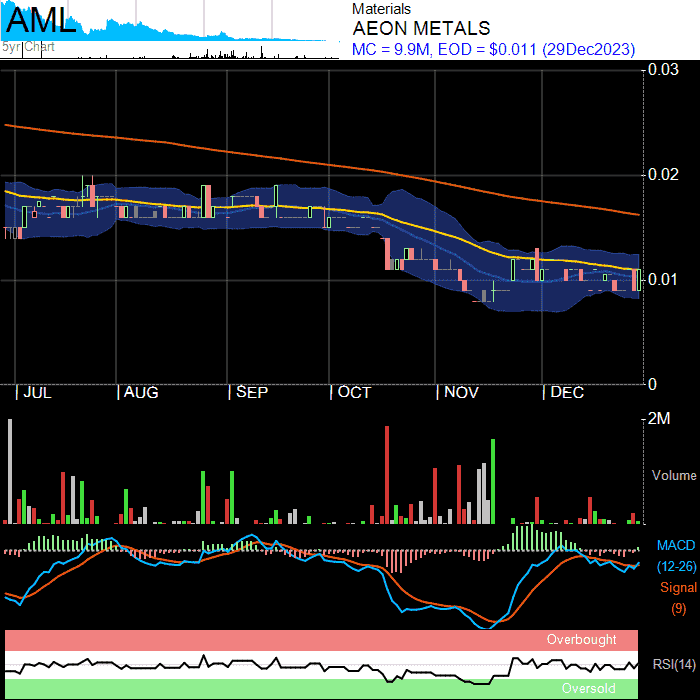 AML
5yr Chart
Materials
AEON METALS
MC = 9.9M, EOD = $0.011 (29Dec2023)
0.03
0.02
0.01
0
JUL AUG SEP OCT NOV DEC
2M
Volume
MACD
(12-26)
Signal
(9)
Overbought
RSI(14)
Oversold